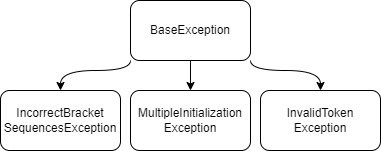 BaseException
IncorrectBracket
SequencesException
MultipleInitialization
Exception
InvalidToken
Exception